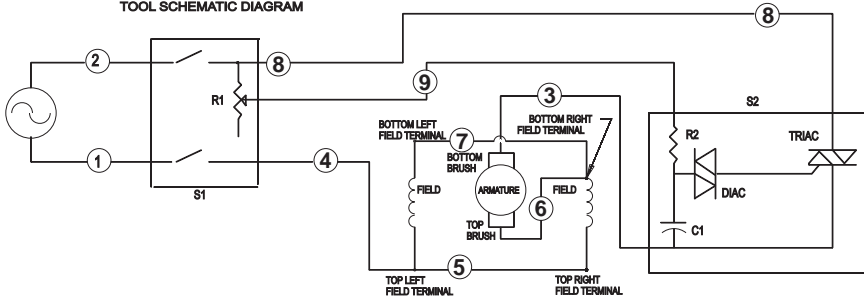 TOOL SCHEMATIC DIAGRAM
8
2
8
9
R1
3
S2
BOTTOM LEFT
FIELD TERMINAL
7
BOTTOM RIGHT
FIELD TERMINAL
R2
TRIAC
1
4
BOTTOM
BRUSH
S1
FIELD
ARMATURE
FIELD
DIAC
6
TOP
BRUSH
C1
5
TOP LEFT
FIELD TERMINAL
TOP RIGHT
FIELD TERMINAL